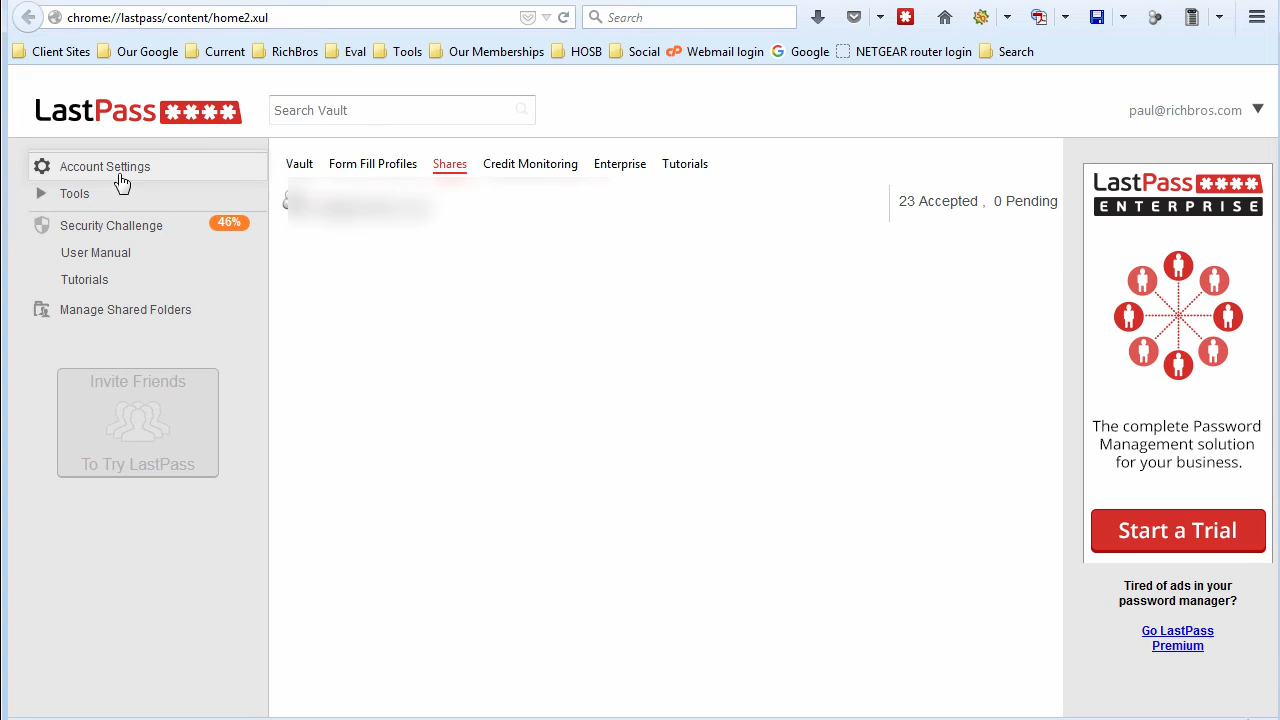 chrome://lastpass/content/home2.xul
Search
Client Sites Our Google Current RichBros Eval Tools Our Memberships HOSB Social Webmail login Google NETGEAR router login Search
LastPass ****
Search Vault
paul@richbros.com
Account Settings
Tools
Security Challenge 46%
User Manual
Tutorials
Manage Shared Folders
Invite Friends
To Try LastPass
Vault Form Fill Profiles Shares Credit Monitoring Enterprise Tutorials
23 Accepted , 0 Pending
LastPass ****
ENTERPRISE
The complete Password
Management solution
for your business.
Start a Trial
Tired of ads in your
password manager?
Go LastPass
Premium